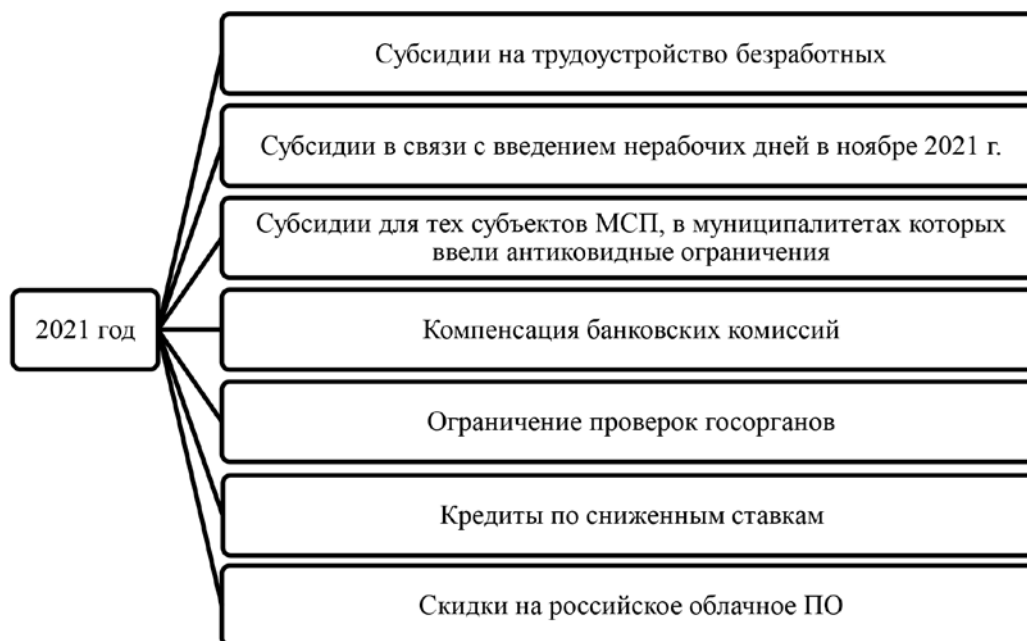 2021 год
Субсидии на трудоустройство безработных
Субсидии в связи с введением нерабочих дней в ноябре 2021 г.
Субсидии для тех субъектов МСП, в муниципалитетах которых
ввели антиковидные ограничения
Компенсация банковских комиссий
Ограничение проверок госорганов
Кредиты по сниженным ставкам
Скидки на российское облачное ПО